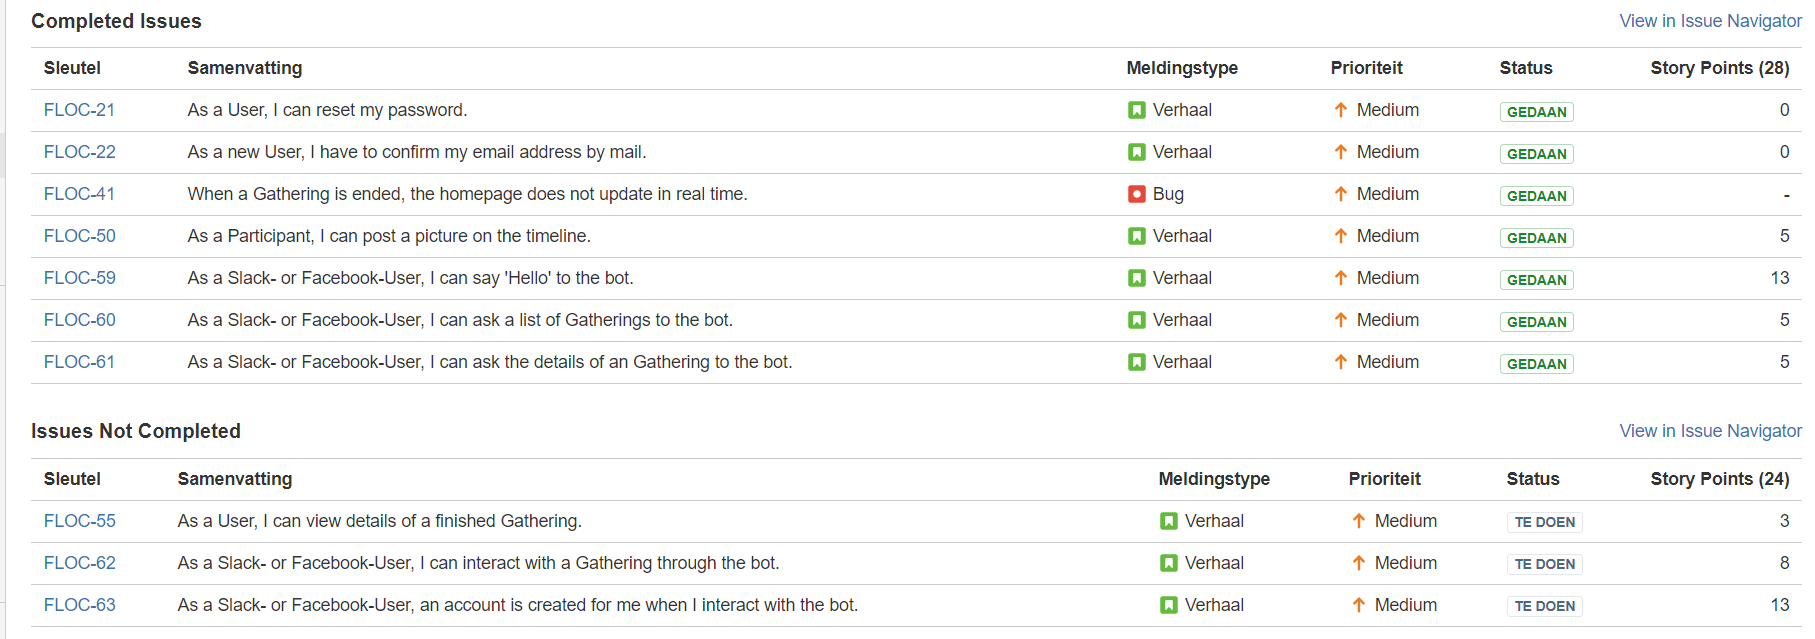 Completed Issues View in Issue Navigator
Sleutel Samenvatting Meldingstype Prioriteit Status Story Points (28)
FLOC-21 As a User, I can reset my password. Verhaal Medium GEDAAN 0
FLOC-22 As a new User, I have to confirm my email address by mail. Verhaal Medium GEDAAN 0
FLOC-41 When a Gathering is ended, the homepage does not update in real time. Bug Medium GEDAAN -
FLOC-50 As a Participant, I can post a picture on the timeline. Verhaal Medium GEDAAN 5
FLOC-59 As a Slack- or Facebook-User, I can say 'Hello' to the bot. Verhaal Medium GEDAAN 13
FLOC-60 As a Slack- or Facebook-User, I can ask a list of Gatherings to the bot. Verhaal Medium GEDAAN 5
FLOC-61 As a Slack- or Facebook-User, I can ask the details of an Gathering to the bot. Verhaal Medium GEDAAN 5
Issues Not Completed View in Issue Navigator
Sleutel Samenvatting Meldingstype Prioriteit Status Story Points (24)
FLOC-55 As a User, I can view details of a finished Gathering. Verhaal Medium TE DOEN 3
FLOC-62 As a Slack- or Facebook-User, I can interact with a Gathering through the bot. Verhaal Medium TE DOEN 8
FLOC-63 As a Slack- or Facebook-User, an account is created for me when I interact with the bot. Verhaal Medium TE DOEN 13